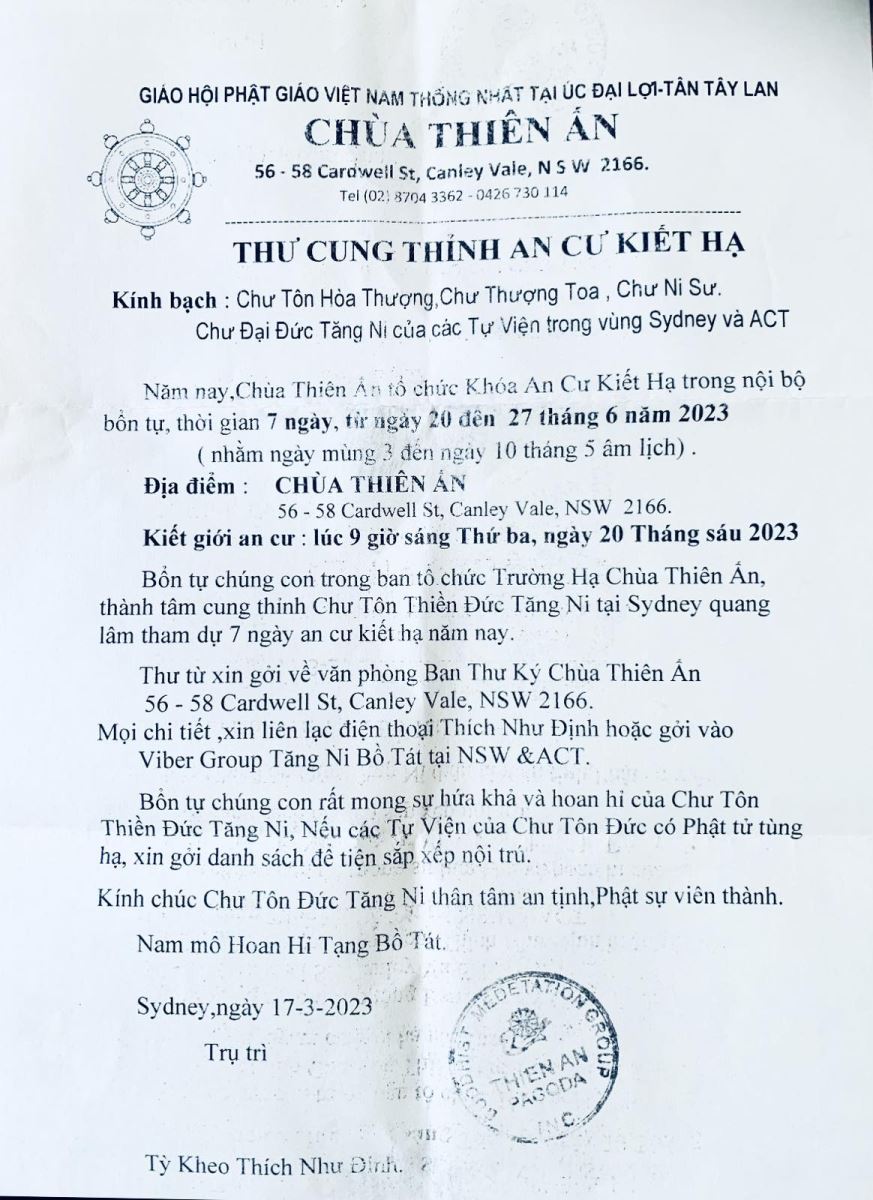 GIÁO HỘI PHẬT GIÁO VIỆT NAM THỐNG NHẤT TẠI ÚC ĐẠI LỢI-TÂN TÂY LAN
CHÙA THIÊN ẤN
56 - 58 Cardwell St, Canley Vale, N S W 2166.
Tel (02) 8704 3362 - 0426 730 114
THƯ CUNG THỈNH AN CƯ KIẾT HẠ
Kính bạch : Chư Tôn Hòa Thượng,Chư Thượng Toa , Chư Ni Sư.
Chư Đại Đức Tăng Ni của các Tự Viện trong vùng Sydney và ACT
Năm nay,Chùa Thiên Ấn tổ chức Khóa An Cư Kiết Hạ trong nội bộ
bổn tự, thời gian 7 ngày, từ ngày 20 đến 27 tháng 6 năm 2023
( nhằm ngày mùng 3 đến ngày 10 tháng 5 âm lịch) .
Địa điểm : CHÙA THIÊN ẤN
56 - 58 Cardwell St, Canley Vale, NSW 2166.
Kiết giới an cư : lúc 9 giờ sáng Thứ ba, ngày 20 Tháng sáu 2023
Bổn tự chúng con trong ban tổ chức Trường Hạ Chùa Thiên Ấn,
thành tâm cung thỉnh Chư Tôn Thiền Đức Tăng Ni tại Sydney quang
lâm tham dự 7 ngày an cư kiết hạ năm nay.
Thư từ xin gởi về văn phòng Ban Thư Ký Chùa Thiên Ấn
56 - 58 Cardwell St, Canley Vale, NSW 2166.
Mọi chi tiết ,xin liên lạc điện thoại Thích Như Định hoặc gởi vào
Viber Group Tăng Ni Bồ Tát tại NSW &ACT.
Bổn tự chúng con rất mong sự hứa khả và hoan hỉ của Chư Tôn
Thiền Đức Tăng Ni, Nếu các Tự Viện của Chư Tôn Đức có Phật tử tùng
hạ, xin gởi danh sách để tiện sắp xếp nội trú.
Kính chúc Chư Tôn Đức Tăng Ni thân tâm an tịnh,Phật sự viên thành.
Nam mô Hoan Hỉ Tạng Bồ Tát.
Sydney,ngày 17-3-2023
Trụ trì
BUDDHIST MEDETATION GROUP
THIEN AN
PAGODA
INC
Tỳ Kheo Thích Như Định.